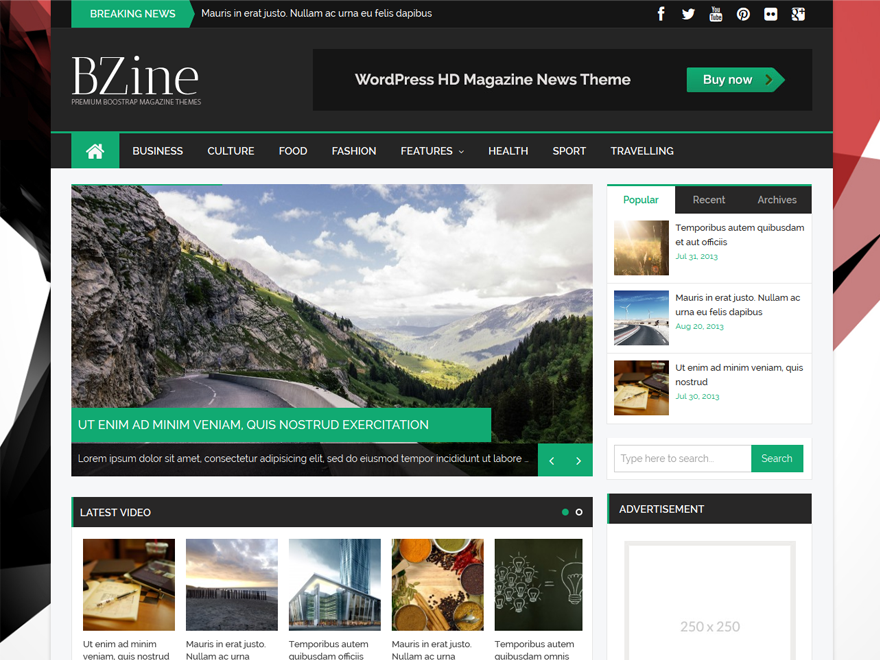 BREAKING NEWS
Mauris in erat justo. Nullam ac urna eu felis dapibus
You
Tube
BZine
PREMIUM BOOSTRAP MAGAZINE THEMES
WordPress HD Magazine News Theme
Buy now
BUSINESS
CULTURE
FOOD
FASHION
FEATURES
HEALTH
SPORT
TRAVELLING
UT ENIM AD MINIM VENIAM, QUIS NOSTRUD EXERCITATION
Lorem ipsum dolor sit amet, consectetur adipisicing elit, sed do eiusmod tempor incididunt ut labore ...
Popular
Recent
Archives
Temporibus autem quibusdam
et aut officiis
Jul 31, 2013
Mauris in erat justo. Nullam ac
urna eu felis dapibus
Aug 20, 2013
Ut enim ad minim veniam, quis
nostrud
Jul 30, 2013
Type here to search...
Search
LATEST VIDEO
Ut enim ad minim
veniam, quis nostrud
Mauris in erat justo.
Nullam ac urna
Temporibus autem
quibusdam officiis
Mauris in erat justo.
Nullam ac urna
Temporibus autem
quibusdam omnis
ADVERTISEMENT
250 x 250